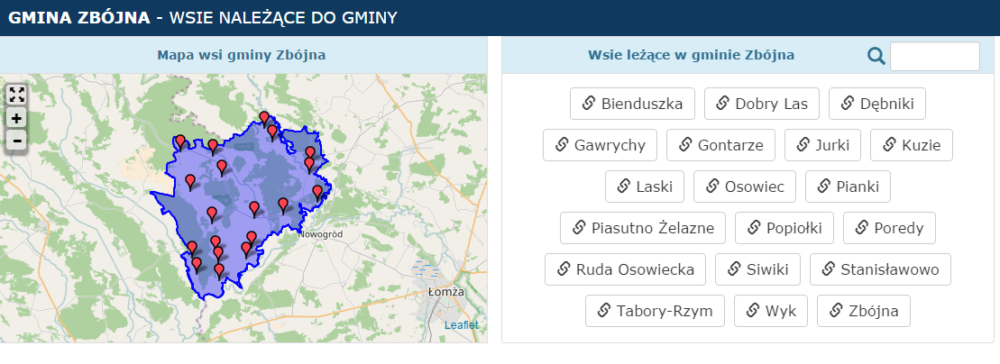 GMINA ZBÓJNA - WSIE NALEŻĄCE DO GMINY
Mapa wsi gminy Zbójna
+
-
Nowogród
Łomża
Leaflet
Wsie leżące w gminie Zbójna
Bienduszka Dobry Las Dębniki
Gawrychy Gontarze Jurki Kuzie
Laski Osowiec Pianki
Piasutno Żelazne Popiołki Poredy
Ruda Osowiecka Siwiki Stanisławowo
Tabory-Rzym Wyk Zbójna